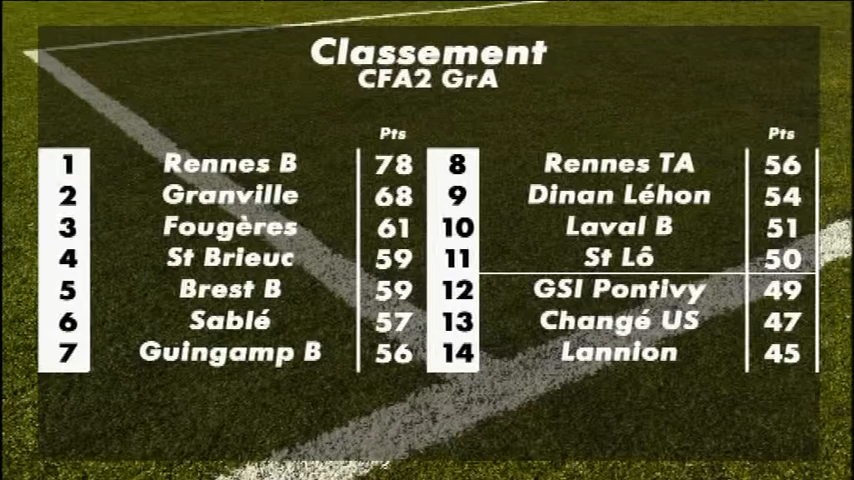 Classement
CFA2 GrA
Pts
1 Rennes B 78
2 Granville 68
3 Fougères 61
4 St Brieuc 59
5 Brest B 59
6 Sablé 57
7 Guingamp B 56
Pts
8 Rennes TA 56
9 Dinan Léhon 54
10 Laval B 51
11 St Lô 50
12 GSI Pontivy 49
13 Changé US 47
14 Lannion 45